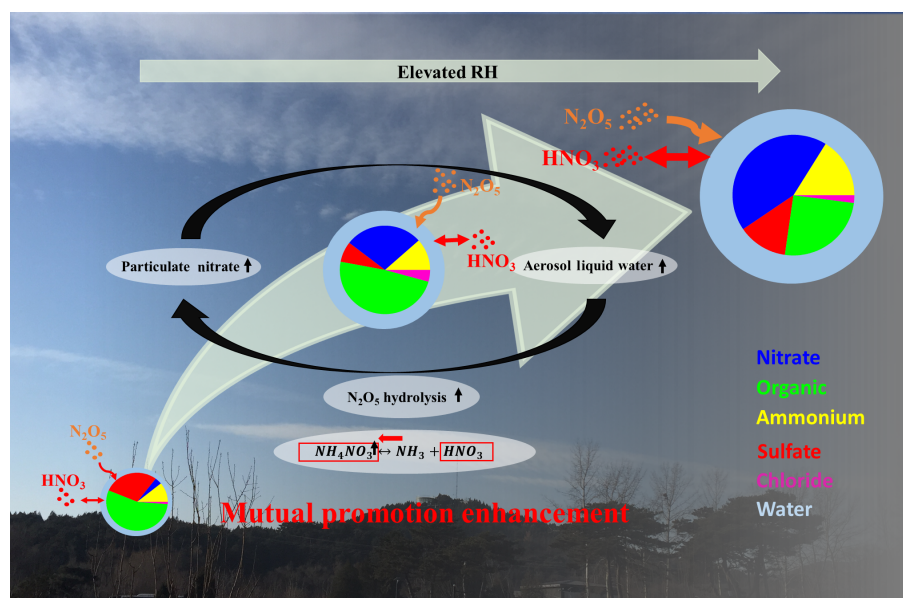 Elevated RH
N₂O₅
HNO₃
N₂O₅
HNO₃
Particulate nitrate ↑
Aerosol liquid water ↑
N₂O₅ hydrolysis ↑
NH₄NO₃↑ ↔ NH₃ + HNO₃
N₂O₅
HNO₃
Mutual promotion enhancement
Nitrate
Organic
Ammonium
Sulfate
Chloride
Water